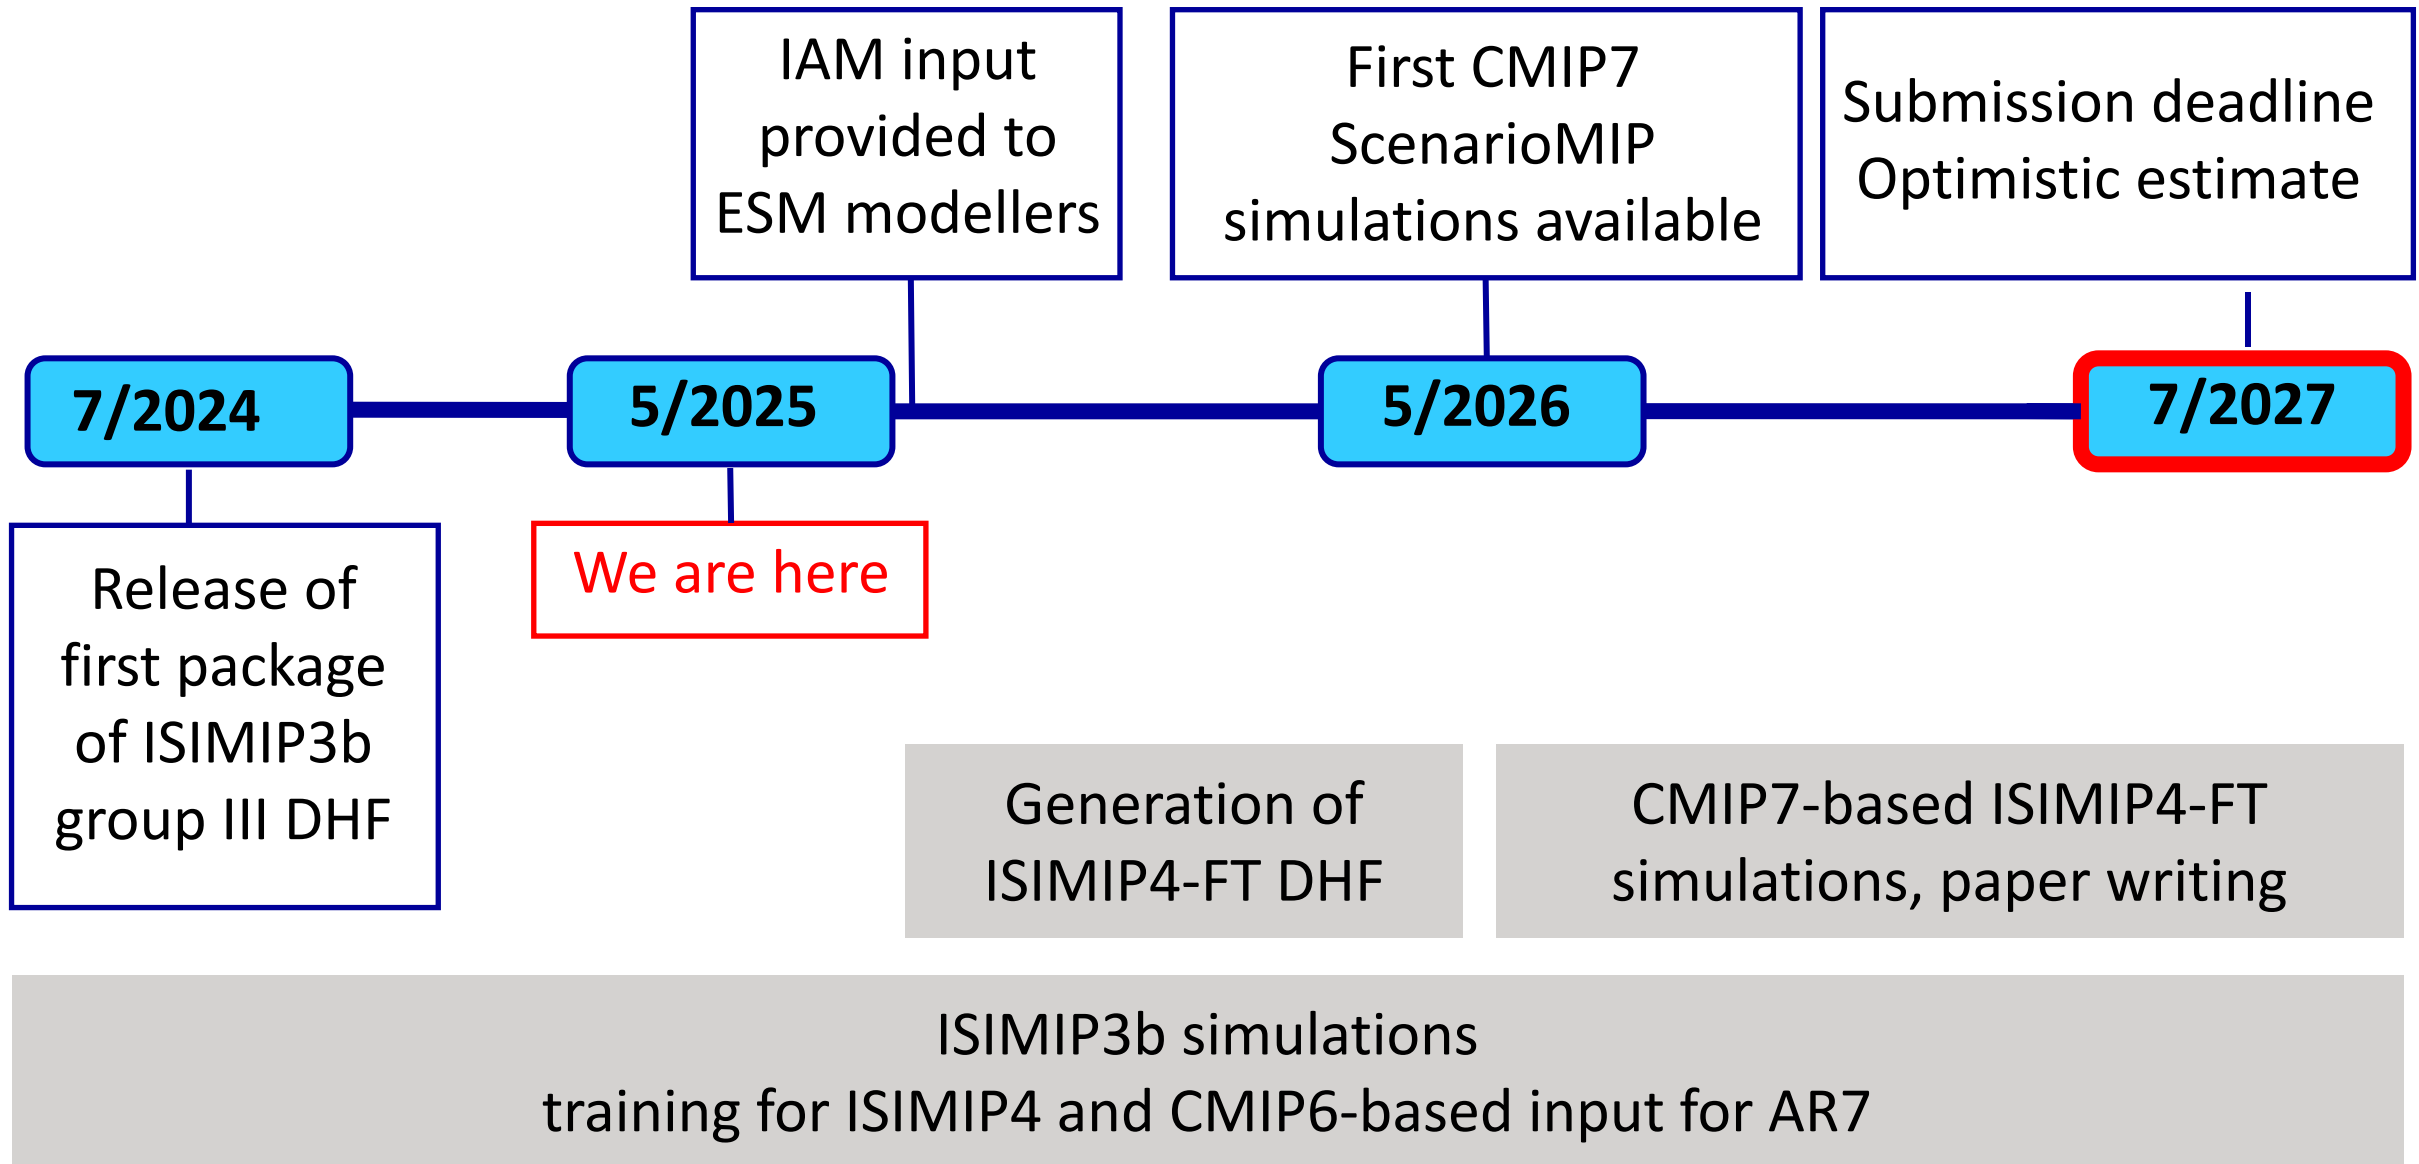 IAM input
provided to
ESM modellers
First CMIP7
ScenarioMIP
simulations available
Submission deadline
Optimistic estimate
7/2024
5/2025
5/2026
7/2027
Release of
first package
of ISIMIP3b
group III DHF
We are here
Generation of
ISIMIP4-FT DHF
CMIP7-based ISIMIP4-FT
simulations, paper writing
ISIMIP3b simulations
training for ISIMIP4 and CMIP6-based input for AR7